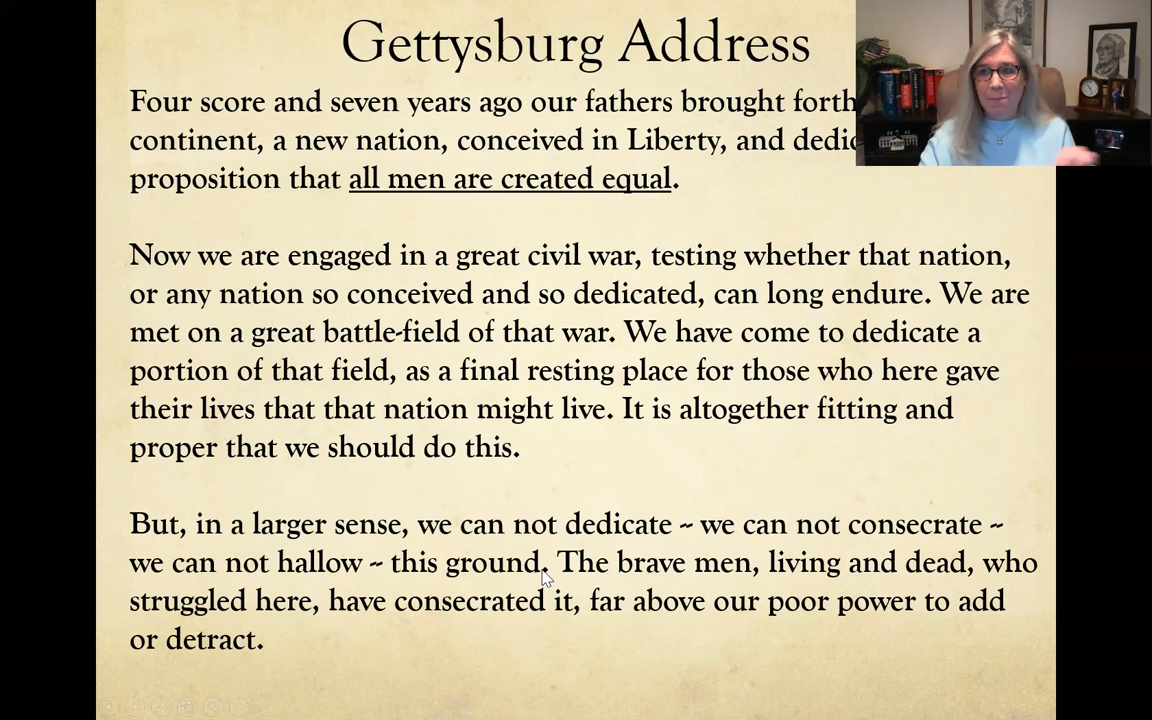 Gettysburg Address
Four score and seven years ago our fathers brought forth
continent, a new nation, conceived in Liberty, and dedic
proposition that all men are created equal.
Now we are engaged in a great civil war, testing whether that nation,
or any nation so conceived and so dedicated, can long endure. We are
met on a great battle-field of that war. We have come to dedicate a
portion of that field, as a final resting place for those who here gave
their lives that that nation might live. It is altogether fitting and
proper that we should do this.
But, in a larger sense, we can not dedicate ~ we can not consecrate ~
we can not hallow ~ this ground. The brave men, living and dead, who
struggled here, have consecrated it, far above our poor power to add
or detract.